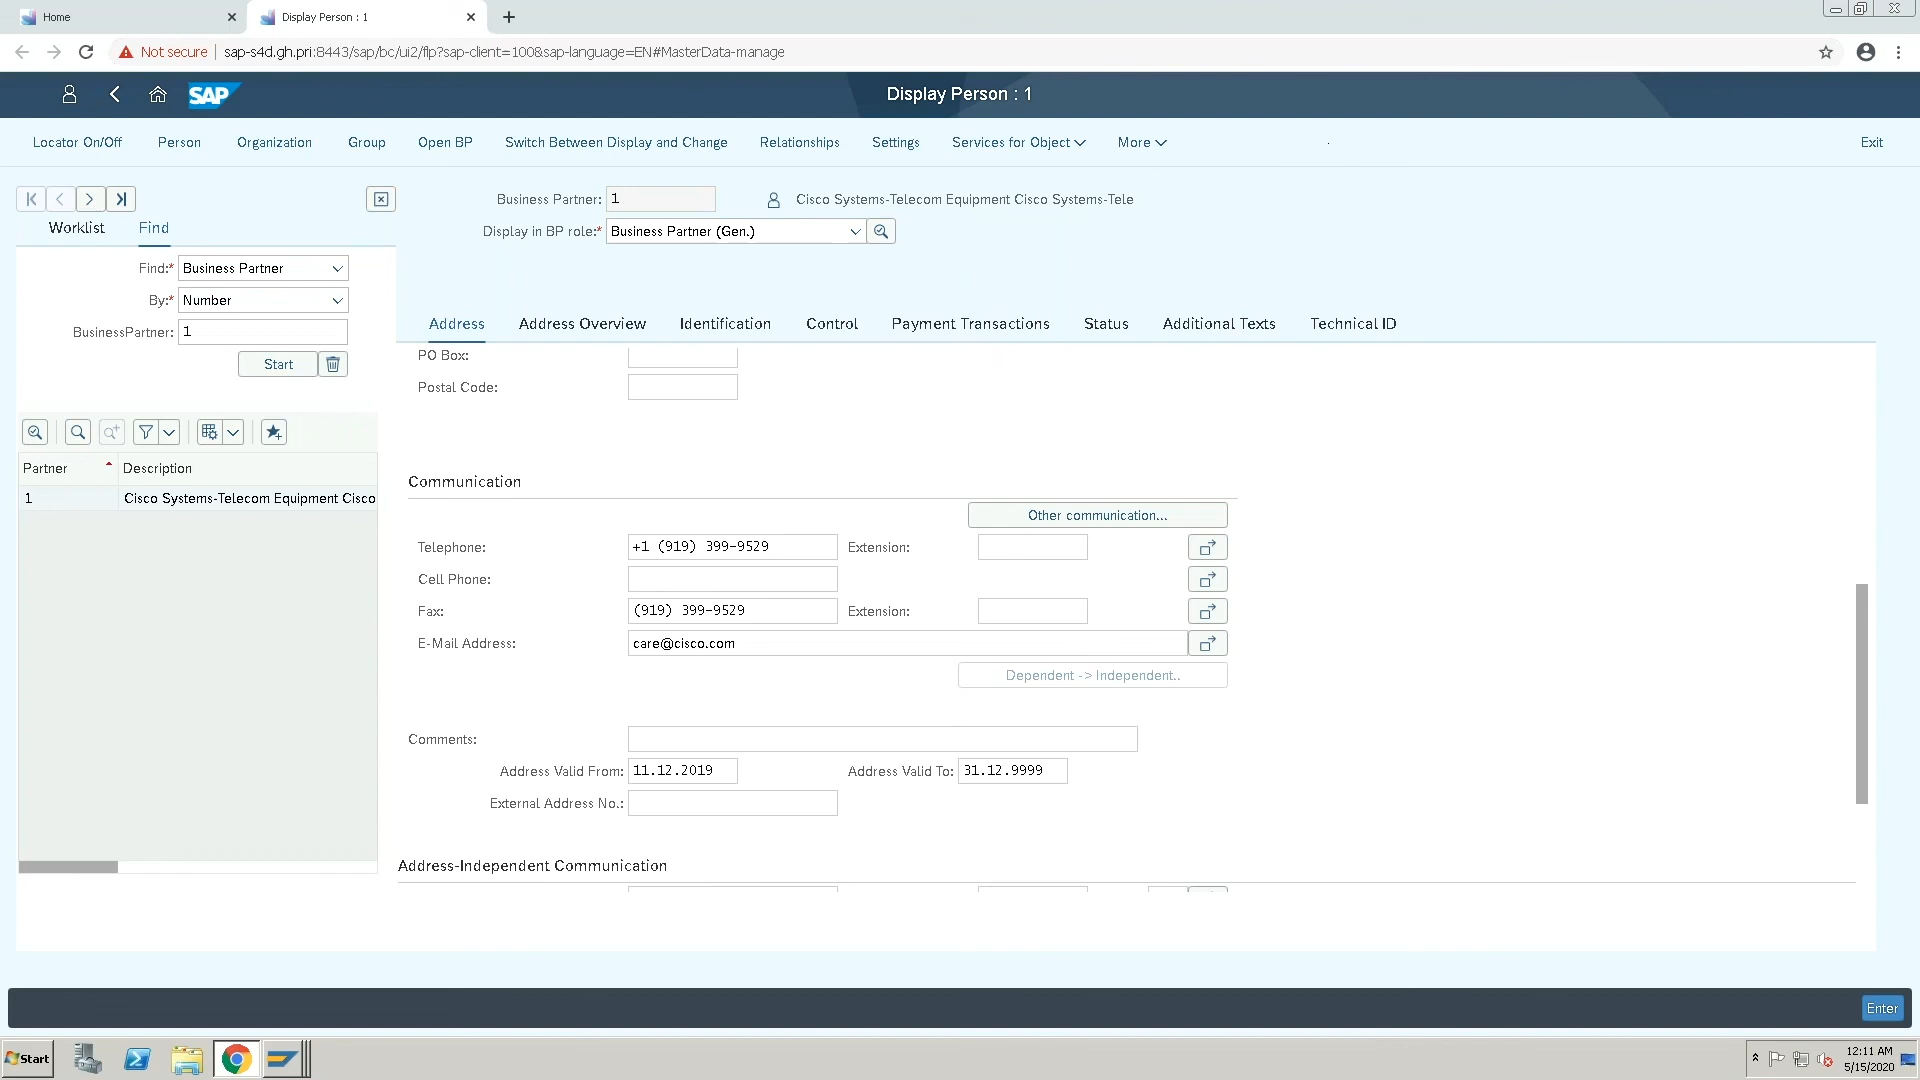 Home
Display Person : 1
Not secure
sap-s4d.gh.pri:8443/sap/bc/ui2/flp?sap-client=100&sap-language=EN#MasterData-manage
SAP
Display Person : 1
Locator On/Off
Person
Organization
Group
Open BP
Switch Between Display and Change
Relationships
Settings
Services for Object
More
Exit
Worklist
Find
Find:*
Business Partner
By:*
Number
BusinessPartner:
1
Start
Partner
Description
1
Cisco Systems-Telecom Equipment Cisco
Business Partner:
1
Cisco Systems-Telecom Equipment Cisco Systems-Tele
Display in BP role:*
Business Partner (Gen.)
Address
Address Overview
Identification
Control
Payment Transactions
Status
Additional Texts
Technical ID
PO Box:
Postal Code:
Communication
Other communication...
Telephone:
+1 (919) 399-9529
Extension:
Cell Phone:
Fax:
(919) 399-9529
Extension:
E-Mail Address:
care@cisco.com
Dependent -> Independent..
Comments:
Address Valid From:
11.12.2019
Address Valid To:
31.12.9999
External Address No.:
Address-Independent Communication
Enter
Start
12:11 AM
5/15/2020